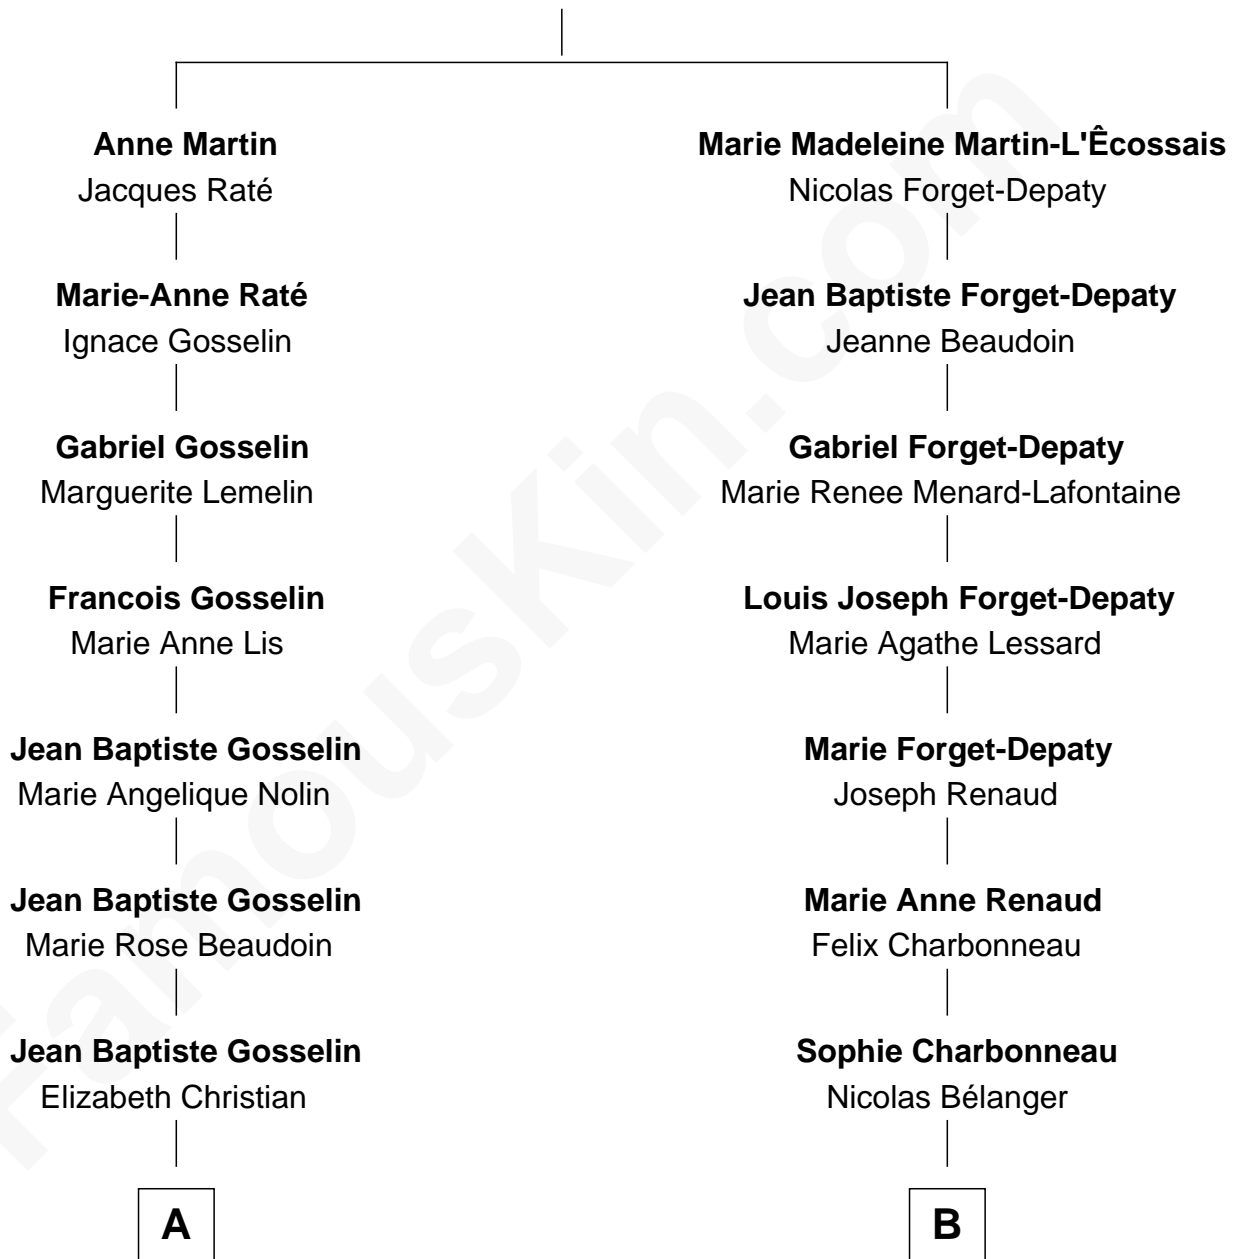 Anne Martin
Jacques Raté
Marie Madeleine Martin-L'Êcossais
Nicolas Forget-Depaty
Marie-Anne Raté
Ignace Gosselin
Jean Baptiste Forget-Depaty
Jeanne Beaudoin
Gabriel Gosselin
Marguerite Lemelin
Gabriel Forget-Depaty
Marie Renee Menard-Lafontaine
Francois Gosselin
Marie Anne Lis
Louis Joseph Forget-Depaty
Marie Agathe Lessard
Jean Baptiste Gosselin
Marie Angelique Nolin
Marie Forget-Depaty
Joseph Renaud
Jean Baptiste Gosselin
Marie Rose Beaudoin
Marie Anne Renaud
Felix Charbonneau
Jean Baptiste Gosselin
Elizabeth Christian
Sophie Charbonneau
Nicolas Bélanger
A
B
FamousKin.com